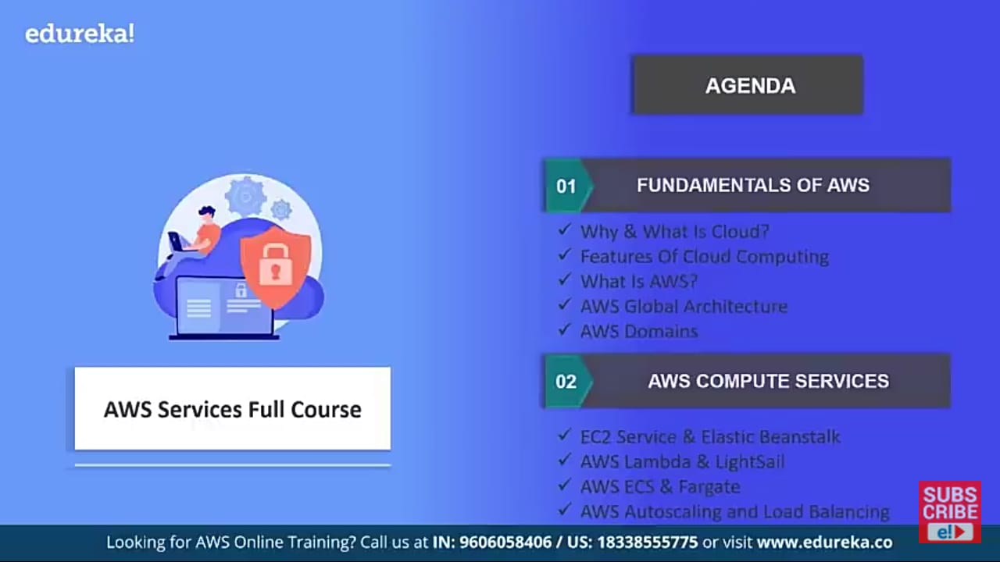 edureka!
AGENDA
01 FUNDAMENTALS OF AWS
✓ Why & What Is Cloud?
✓ Features Of Cloud Computing
✓ What Is AWS?
✓ AWS Global Architecture
✓ AWS Domains
02 AWS COMPUTE SERVICES
✓ EC2 Service & Elastic Beanstalk
✓ AWS Lambda & LightSail
✓ AWS ECS & Fargate
✓ AWS Autoscaling and Load Balancing
AWS Services Full Course
SUBS
CRIBE
e!
Looking for AWS Online Training? Call us at IN: 9606058406 / US: 18338555775 or visit www.edureka.co